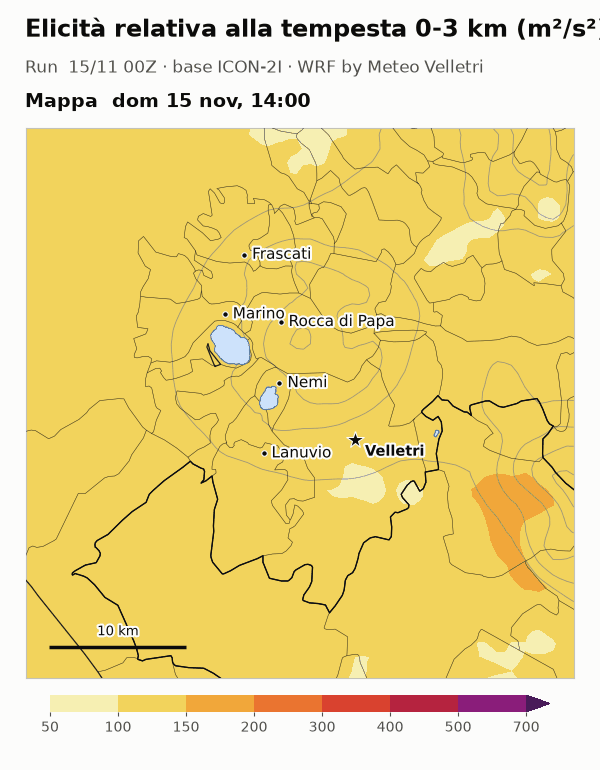 Elicità relativa alla tempesta 0-3 km (m²/s²)
Run  15/11 00Z · base ICON-2I · WRF by Meteo Velletri
Mappa  dom 15 nov, 14:00
Frascati
Marino
Rocca di Papa
Nemi
Velletri
Lanuvio
10 km
50 100 150 200 300 400 500 700